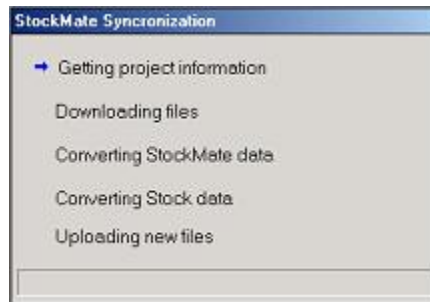 StockMate Syncronization
Getting project information
Downloading files
Converting StockMate data
Converting Stock data
Uploading new files